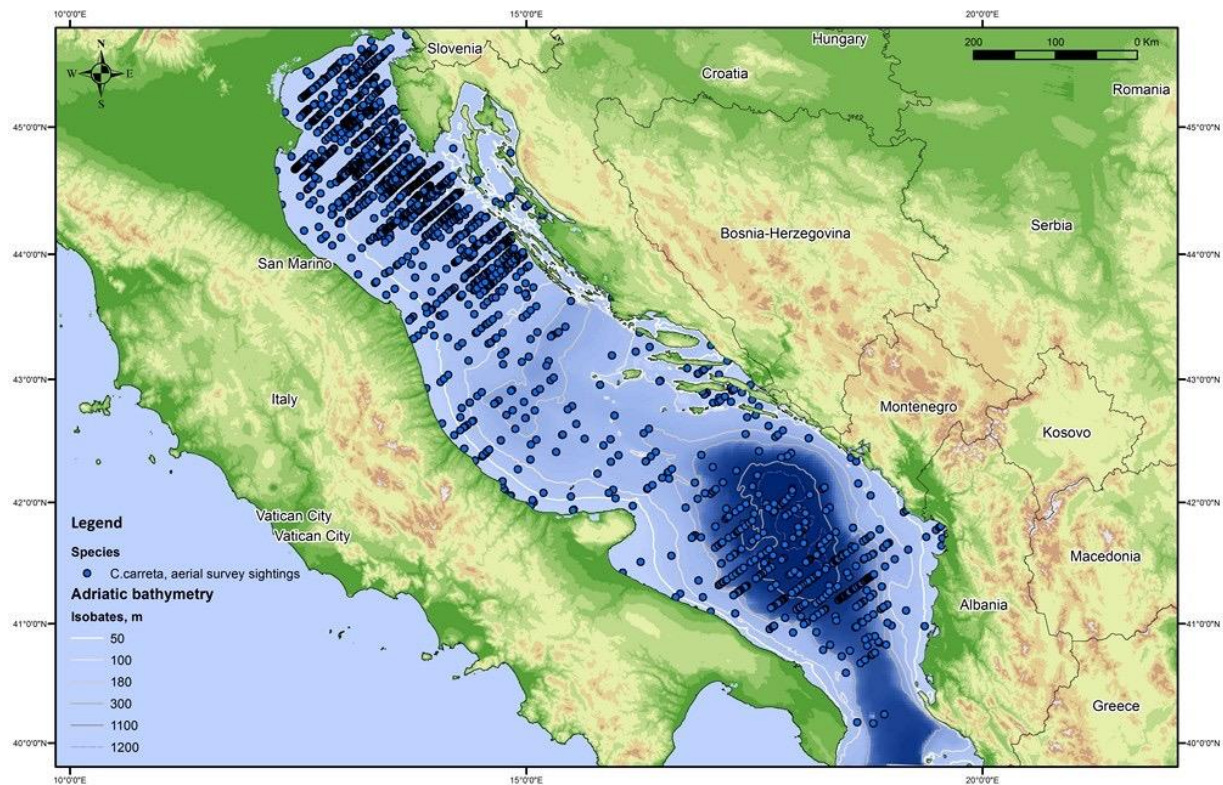 10°0'0"E 15°0'0"E 20°0'0"E
N
W E
S
Slovenia
Hungary
200 100 0 Km
Croatia
Romania
45°0'0"N 45°0'0"N
Bosnia-Herzegovina
Serbia
44°0'0"N 44°0'0"N
San Marino
43°0'0"N 43°0'0"N
Italy
Montenegro
Kosovo
42°0'0"N 42°0'0"N
Vatican City
Vatican City
Macedonia
Albania
41°0'0"N 41°0'0"N
Greece
40°0'0"N 40°0'0"N
Legend
Species
C.carreta, aerial survey sightings
Adriatic bathymetry
Isobates, m
50
100
180
300
1100
1200
10°0'0"E 15°0'0"E 20°0'0"E